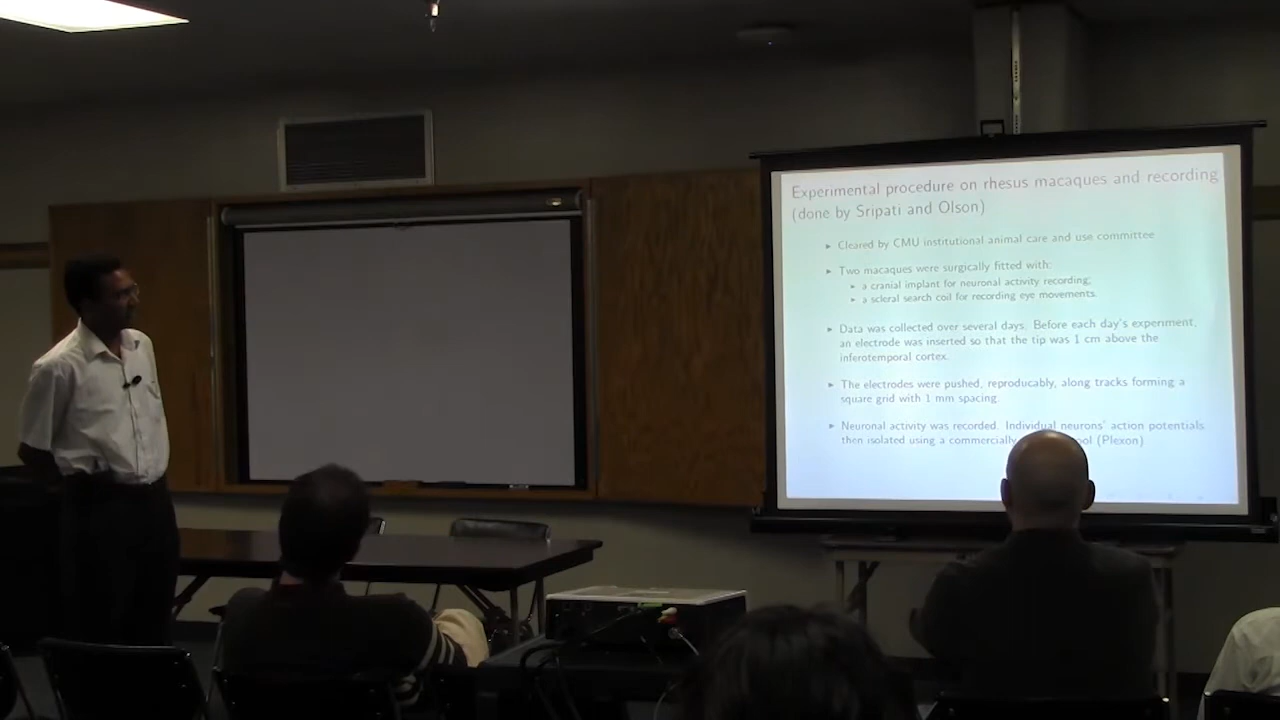 Experimental procedure on rhesus macaques and recording
(done by Sripati and Olson)
Cleared by CMU institutional animal care and use committee
Two macaques were surgically fitted with:
a cranial implant for neuronal activity recording;
a scleral search coil for recording eye movements.
Data was collected over several days. Before each day's experiment,
an electrode was inserted so that the tip was 1 cm above the
inferotemporal cortex.
The electrodes were pushed, reproducibly, along tracks forming a
square grid with 1 mm spacing.
Neuronal activity was recorded. Individual neurons' action potentials
then isolated using a commercially ool (Plexon)